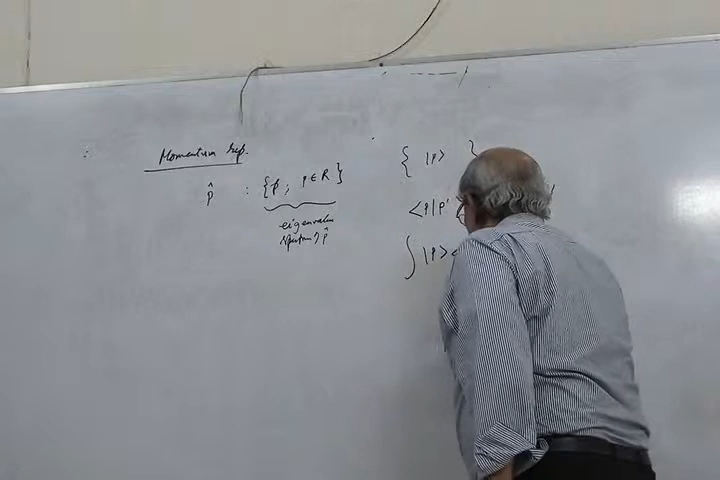 Momentum rep.
p̂ : {p ; p ∈ R}
eigenvalue
spectrum of p̂
{ |p> }
<p|p'
∫ |p> <